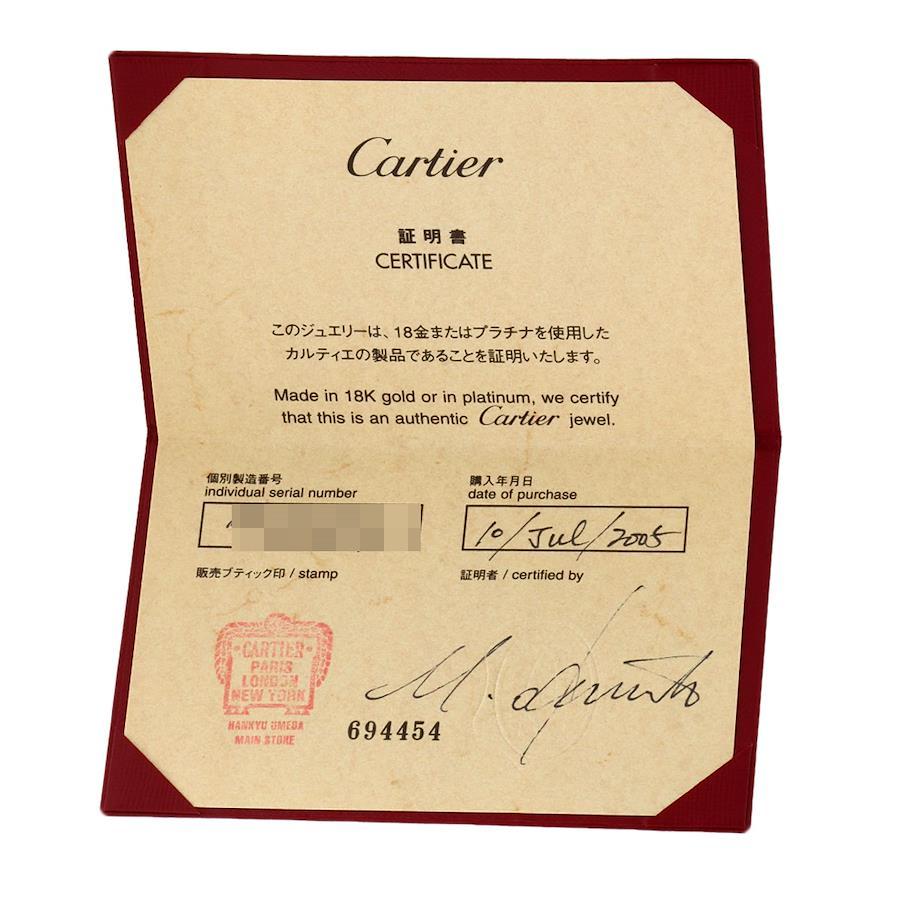 Cartier
証明書
CERTIFICATE
このジュエリーは、18金またはプラチナを使用した
カルティエの製品であることを証明いたします。
Made in 18K gold or in platinum, we certify
that this is an authentic Cartier jewel.
個別製造番号
individual serial number
購入年月日
date of purchase
10/Jul/2005
販売ブティック印 / stamp
証明者 / certified by
CARTIER
PARIS
LONDON
NEW YORK
HANKYU UMEDA
MAIN STORE
M.
694454